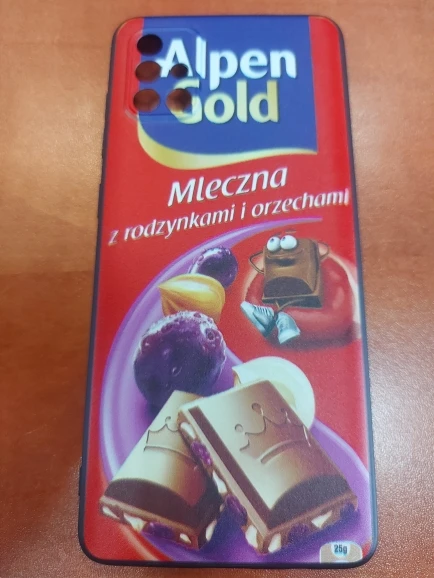 Alpen
Gold
Mleczna
z rodzynkami i orzechami
25g